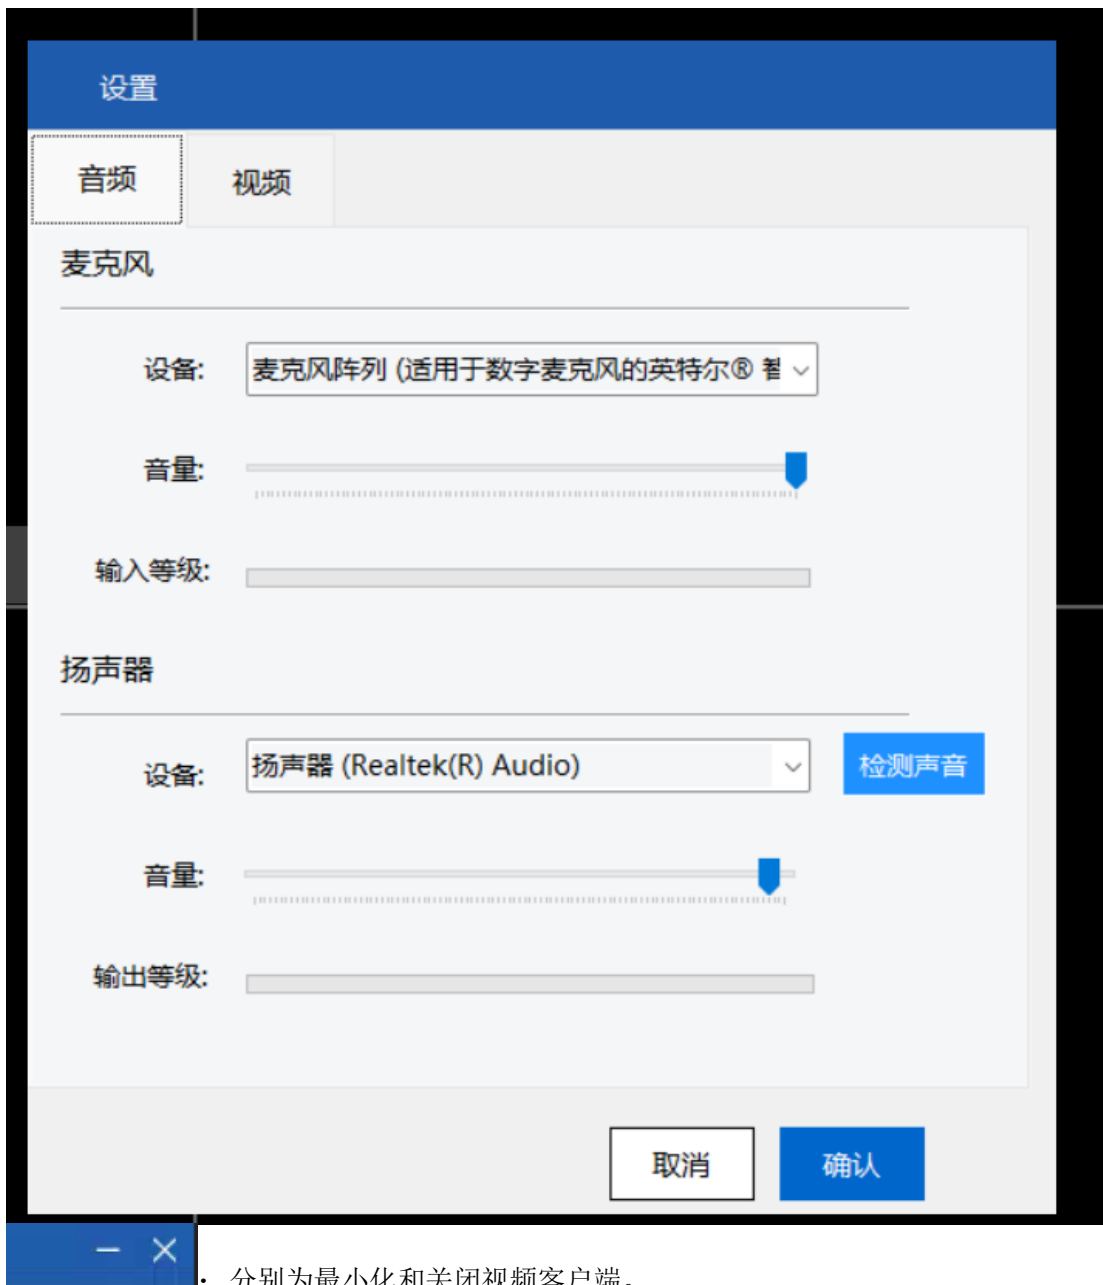 设置
音频 视频
麦克风
设备: 麦克风阵列 (适用于数字麦克风的英特尔®
音量:
输入等级:
扬声器
设备: 扬声器 (Realtek(R) Audio) 检测声音
音量:
输出等级:
取消 确认
: 分别为最小化和关闭视频客户端。